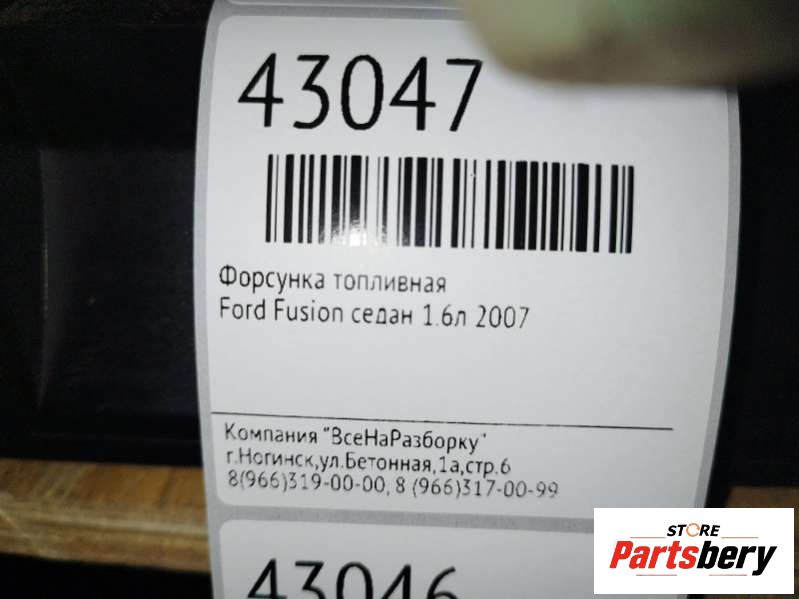 43047
Форсунка топливная
Ford Fusion седан 1.6л 2007
Компания "ВсеНаРазборку"
г.Ногинск,ул.Бетонная,1а,стр.6
8(966)319-00-00, 8 (966)317-00-99
43046
STORE
Partsbery